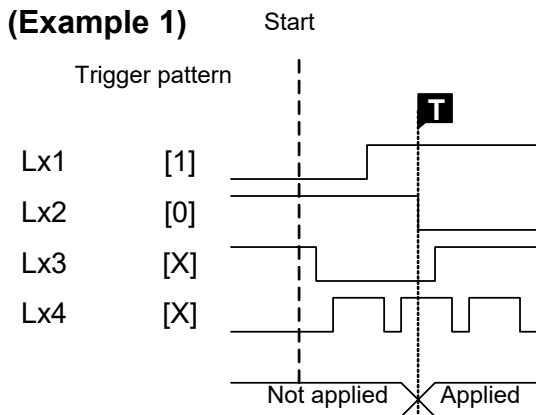 (Example 1) Start
Trigger pattern
T
Lx1 [1]
Lx2 [0]
Lx3 [X]
Lx4 [X]
Not applied Applied